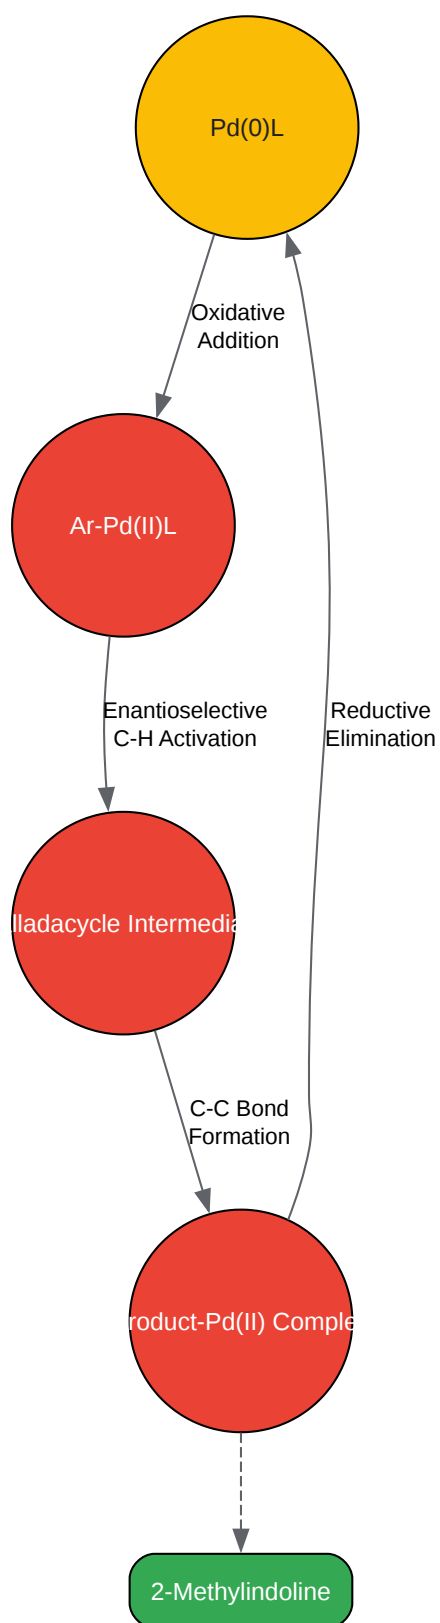 Pd(0)L
Oxidative
Addition
Ar-Pd(II)L
Enantioselective
C-H Activation
Reductive
Elimination
lladacycle Intermedia
C-C Bond
Formation
roduct-Pd(II) Comple
2-Methylindoline